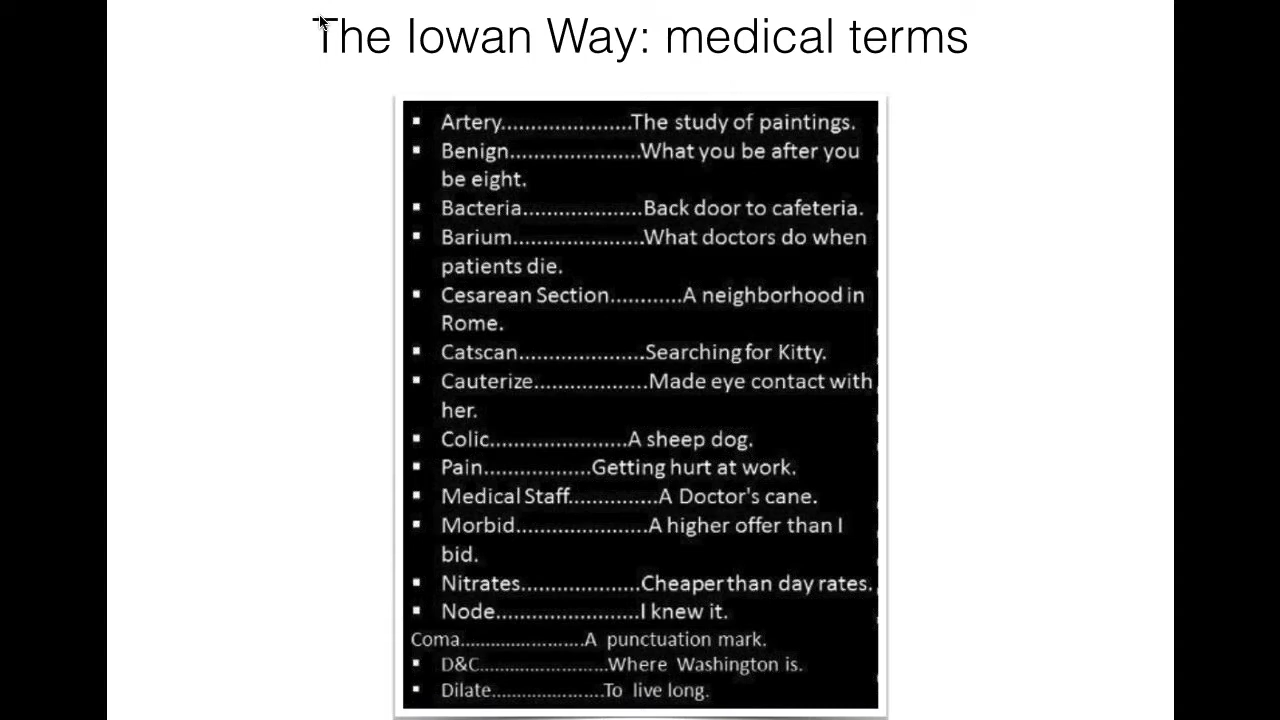 The Iowan Way: medical terms
▪ Artery......................The study of paintings.
▪ Benign......................What you be after you
be eight.
▪ Bacteria....................Back door to cafeteria.
▪ Barium......................What doctors do when
patients die.
▪ Cesarean Section............A neighborhood in
Rome.
▪ Catscan.....................Searching for Kitty.
▪ Cauterize...................Made eye contact with
her.
▪ Colic.......................A sheep dog.
▪ Pain..................Getting hurt at work.
▪ Medical Staff...............A Doctor's cane.
▪ Morbid......................A higher offer than I
bid.
▪ Nitrates....................Cheaper than day rates.
▪ Node........................I knew it.
Coma........................A punctuation mark.
▪ D&C.........................Where Washington is.
▪ Dilate......................To live long.